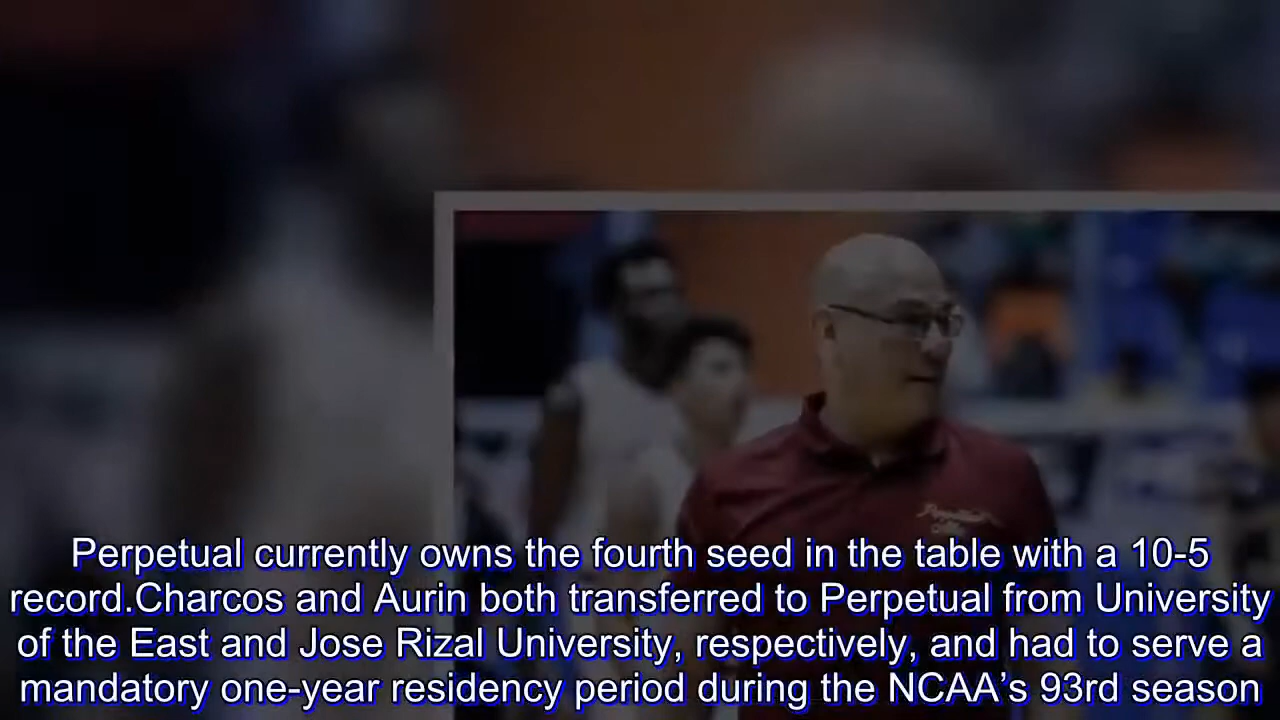 Perpetual currently owns the fourth seed in the table with a 10-5
record.Charcos and Aurin both transferred to Perpetual from University
of the East and Jose Rizal University, respectively, and had to serve a
mandatory one-year residency period during the NCAA’s 93rd season